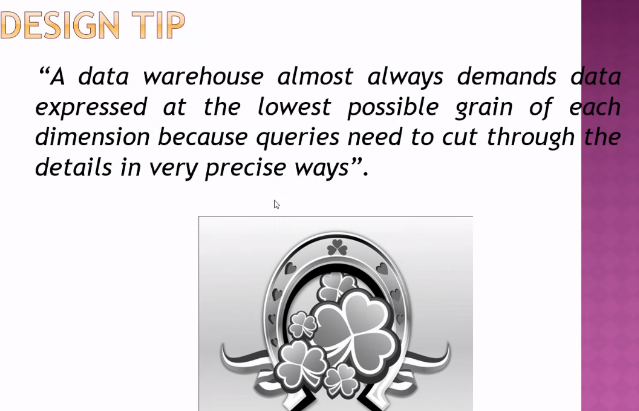 DESIGN TIP
“A data warehouse almost always demands data
expressed at the lowest possible grain of each
dimension because queries need to cut through the
details in very precise ways”.